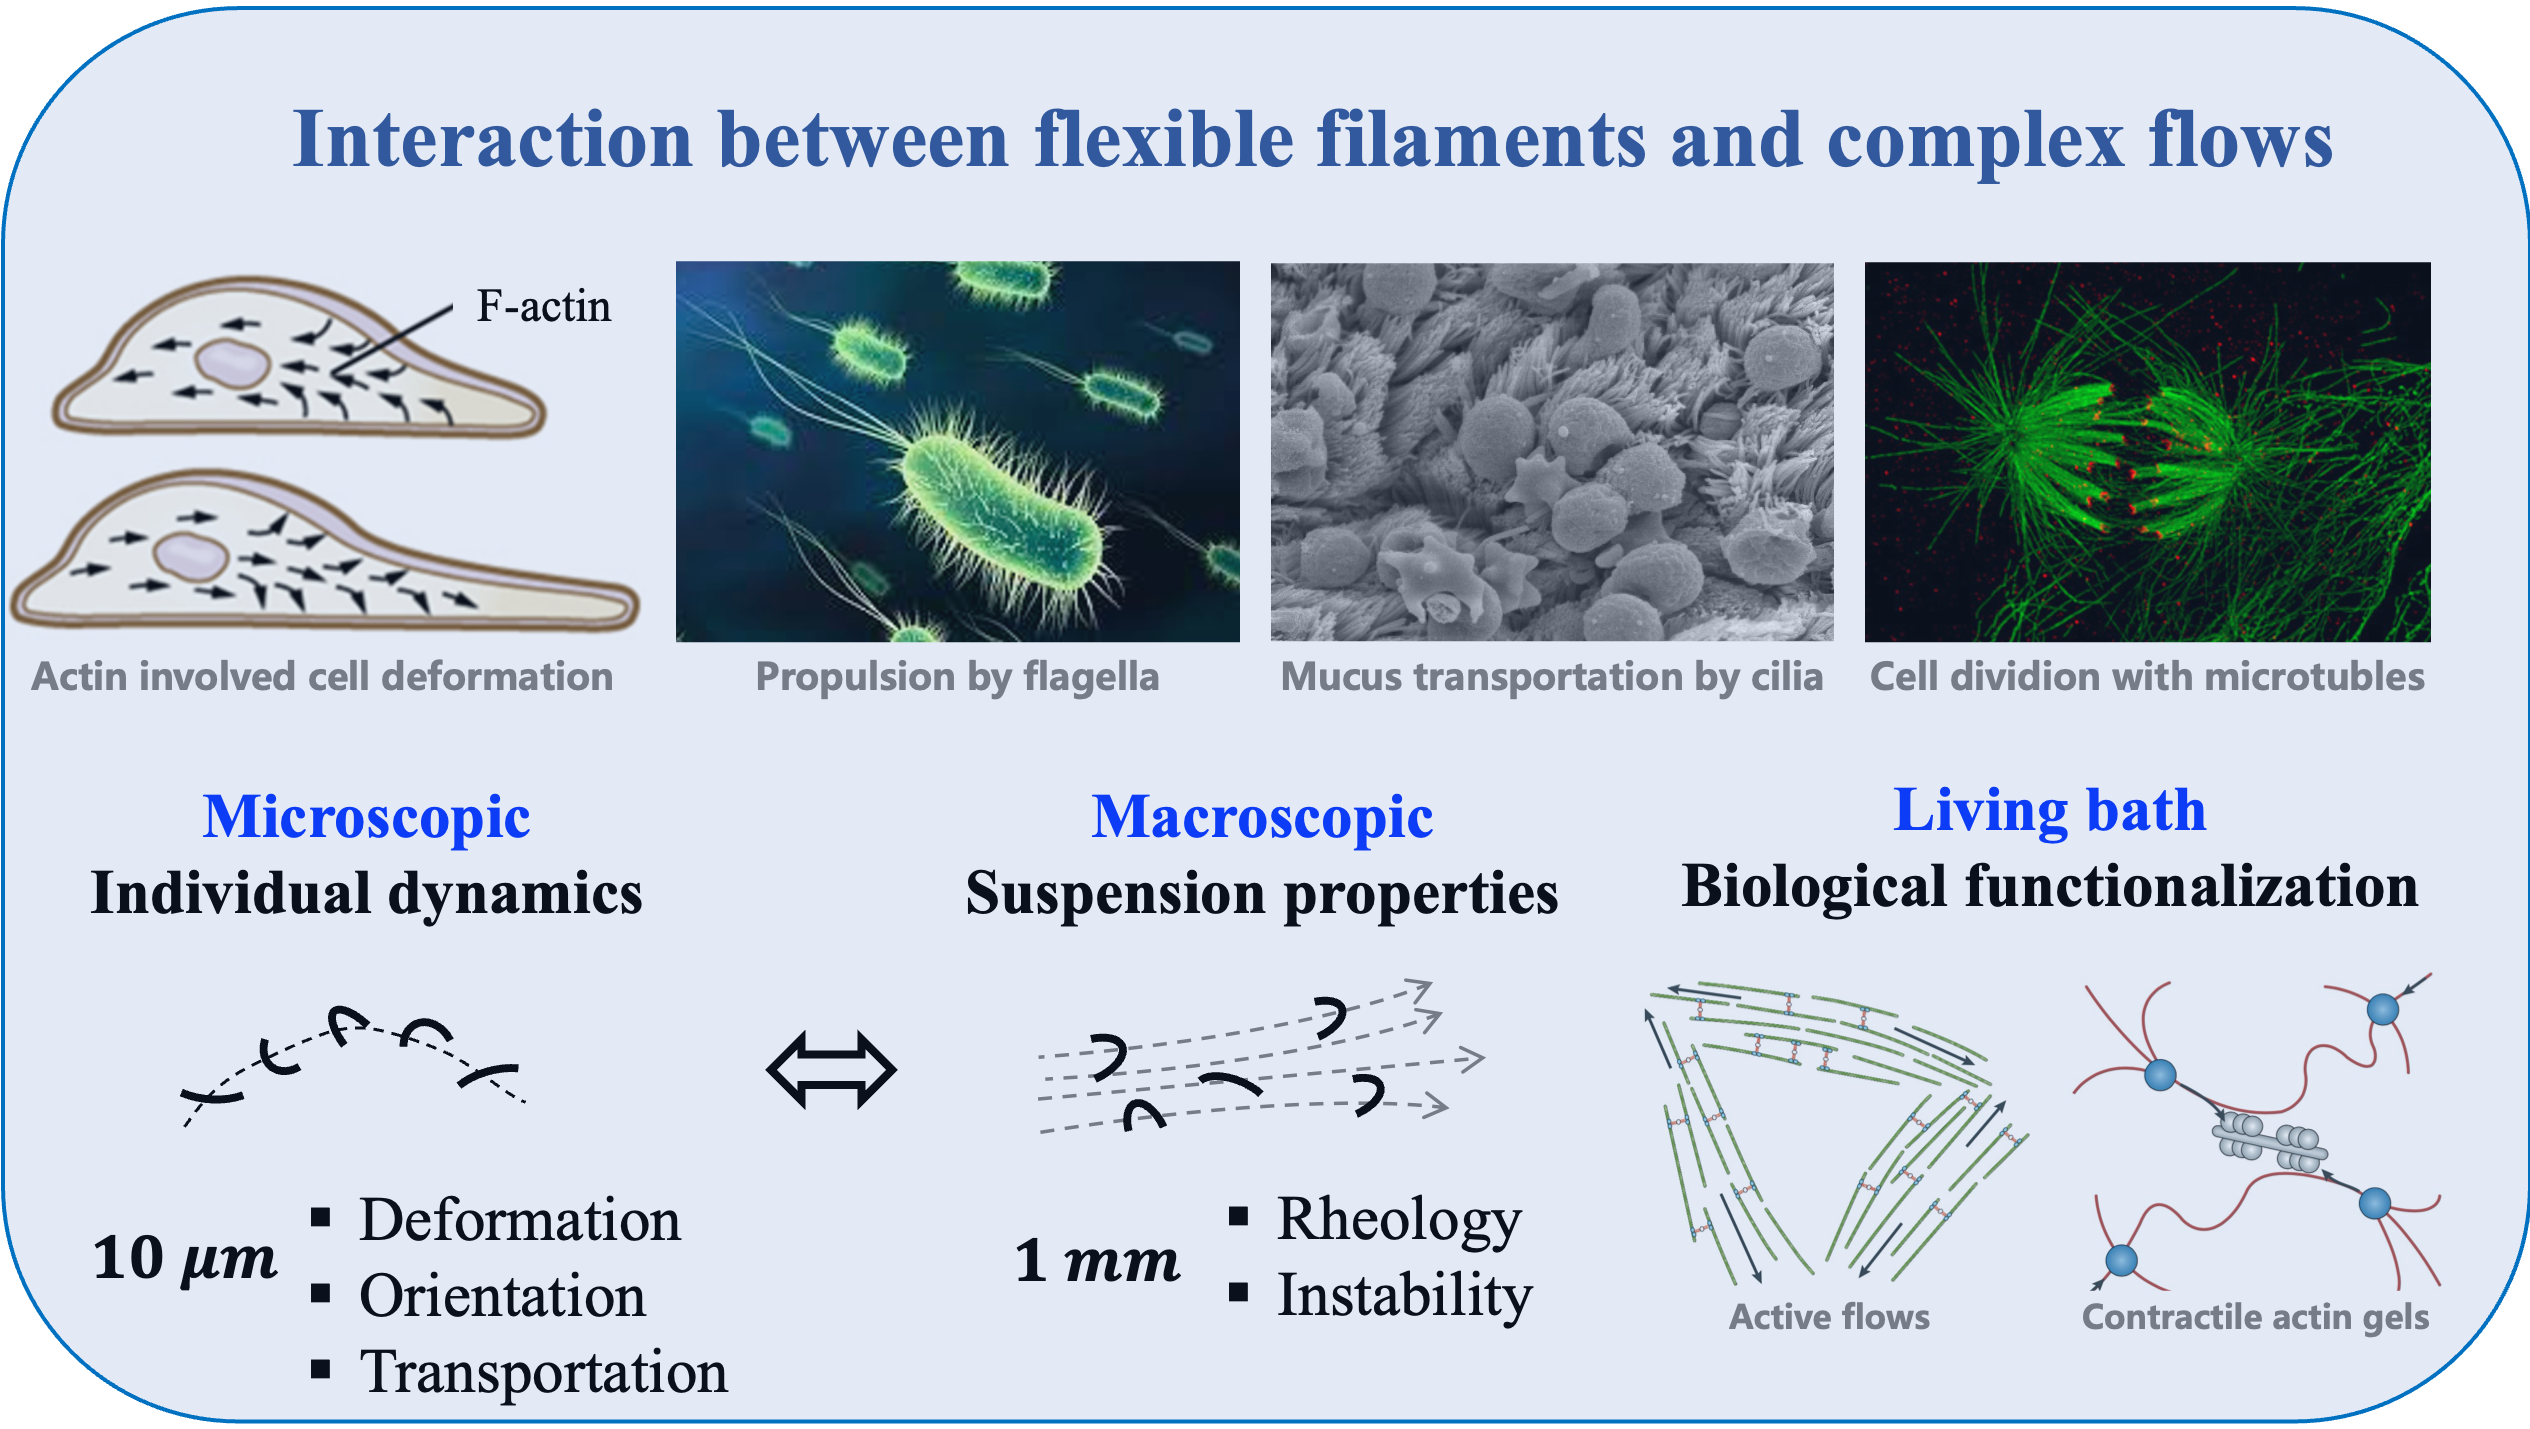 Interaction between flexible filaments and complex flows
F-actin
Actin involved cell deformation
Propulsion by flagella
Mucus transportation by cilia
Cell dividion with microtubles
Microscopic
Individual dynamics
Macroscopic
Suspension properties
Living bath
Biological functionalization
10 μm
▪ Deformation
▪ Orientation
▪ Transportation
1 mm
▪ Rheology
▪ Instability
Active flows
Contractile actin gels